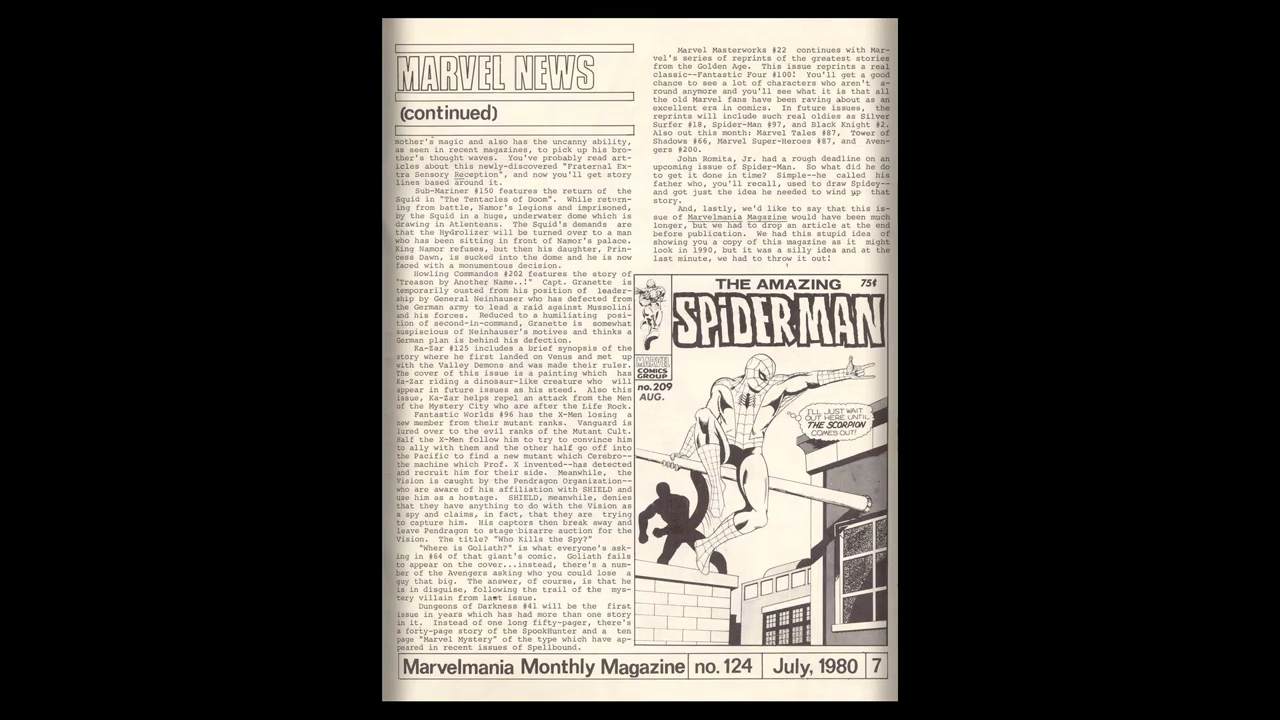 MARVEL NEWS
(continued)
mother's magic and also has the uncanny ability,
as seen in recent magazines, to pick up his bro-
ther's thought waves. You've probably read art-
icles about this newly-discovered "Fraternal Ex-
tra Sensory Reception", and now you'll get story
lines based around it.
Sub-Mariner #150 features the return of the
Squid in "The Tentacles of Doom". While return-
ing from battle, Namor's legions and imprisoned,
by the Squid in a huge, underwater dome which is
drawing in Atlenteans. The Squid's demands are
that the Hydrolizer will be turned over to a man
who has been sitting in front of Namor's palace.
King Namor refuses, but then his daughter, Prin-
cess Dawn, is sucked into the dome and he is now
faced with a monumentous decision.
Howling Commandos #202 features the story of
"Treason by Another Name..!" Capt. Granette is
temporarily ousted from his position of leader-
ship by General Neinhauser who has defected from
the German army to lead a raid against Mussolini
and his forces. Reduced to a humiliating posi-
tion of second-in-command, Granette is somewhat
suspiscious of Neinhauser's motives and thinks a
German plan is behind his defection.
Ka-Zar #125 includes a brief synopsis of the
story where he first landed on Venus and met up
with the Valley Demons and was made their ruler.
The cover of this issue is a painting which has
Ka-Zar riding a dinosaur-like creature who will
appear in future issues as his steed. Also this
issue, Ka-Zar helps repel an attack from the Men
of the Mystery City who are after the Life Rock.
Fantastic Worlds #96 has the X-Men losing a
new member from their mutant ranks. Vanguard is
lured over to the evil ranks of the Mutant Cult.
Half the X-Men follow him to try to convince him
to ally with them and the other half go off into
the Pacific to find a new mutant which Cerebro--
the machine which Prof. X invented--has detected
and recruit him for their side. Meanwhile, the
Vision is caught by the Pendragon Organization--
who are aware of his affiliation with SHIELD and
use him as a hostage. SHIELD, meanwhile, denies
that they have anything to do with the Vision as
a spy and claims, in fact, that they are trying
to capture him. His captors then break away and
leave Pendragon to stage bizarre auction for the
Vision. The title? "Who Kills the Spy?"
"Where is Goliath?" is what everyone's ask-
ing in #64 of that giant's comic. Goliath fails
to appear on the cover...instead, there's a num-
ber of the Avengers asking who you could lose a
guy that big. The answer, of course, is that he
is in disguise, following the trail of the mys-
tery villain from last issue.
Dungeons of Darkness #41 will be the first
issue in years which has had more than one story
in it. Instead of one long fifty-pager, there's
a forty-page story of the SpookHunter and a ten
page "Marvel Mystery" of the type which have ap-
peared in recent issues of Spellbound.
Marvel Masterworks #22 continues with Mar-
vel's series of reprints of the greatest stories
from the Golden Age. This issue reprints a real
classic--Fantastic Four #100! You'll get a good
chance to see a lot of characters who aren't a-
round anymore and you'll see what it is that all
the old Marvel fans have been raving about as an
excellent era in comics. In future issues, the
reprints will include such real oldies as Silver
Surfer #18, Spider-Man #97, and Black Knight #2.
Also out this month: Marvel Tales #87, Tower of
Shadows #66, Marvel Super-Heroes #87, and Aven-
gers #200.
John Romita, Jr. had a rough deadline on an
upcoming issue of Spider-Man. So what did he do
to get it done in time? Simple--he called his
father who, you'll recall, used to draw Spidey--
and got just the idea he needed to wind up that
story.
And, lastly, we'd like to say that this is-
sue of Marvelmania Magazine would have been much
longer, but we had to drop an article at the end
before publication. We had this stupid idea of
showing you a copy of this magazine as it might
look in 1990, but it was a silly idea and at the
last minute, we had to throw it out!
THE AMAZING 75¢
SPiDER-MAN
MARVEL
COMICS
GROUP
no.209
AUG.
I'LL JUST WAIT
OUT HERE UNTIL
THE SCORPION
COMES OUT!
Marvelmania Monthly Magazine no. 124 July, 1980 7